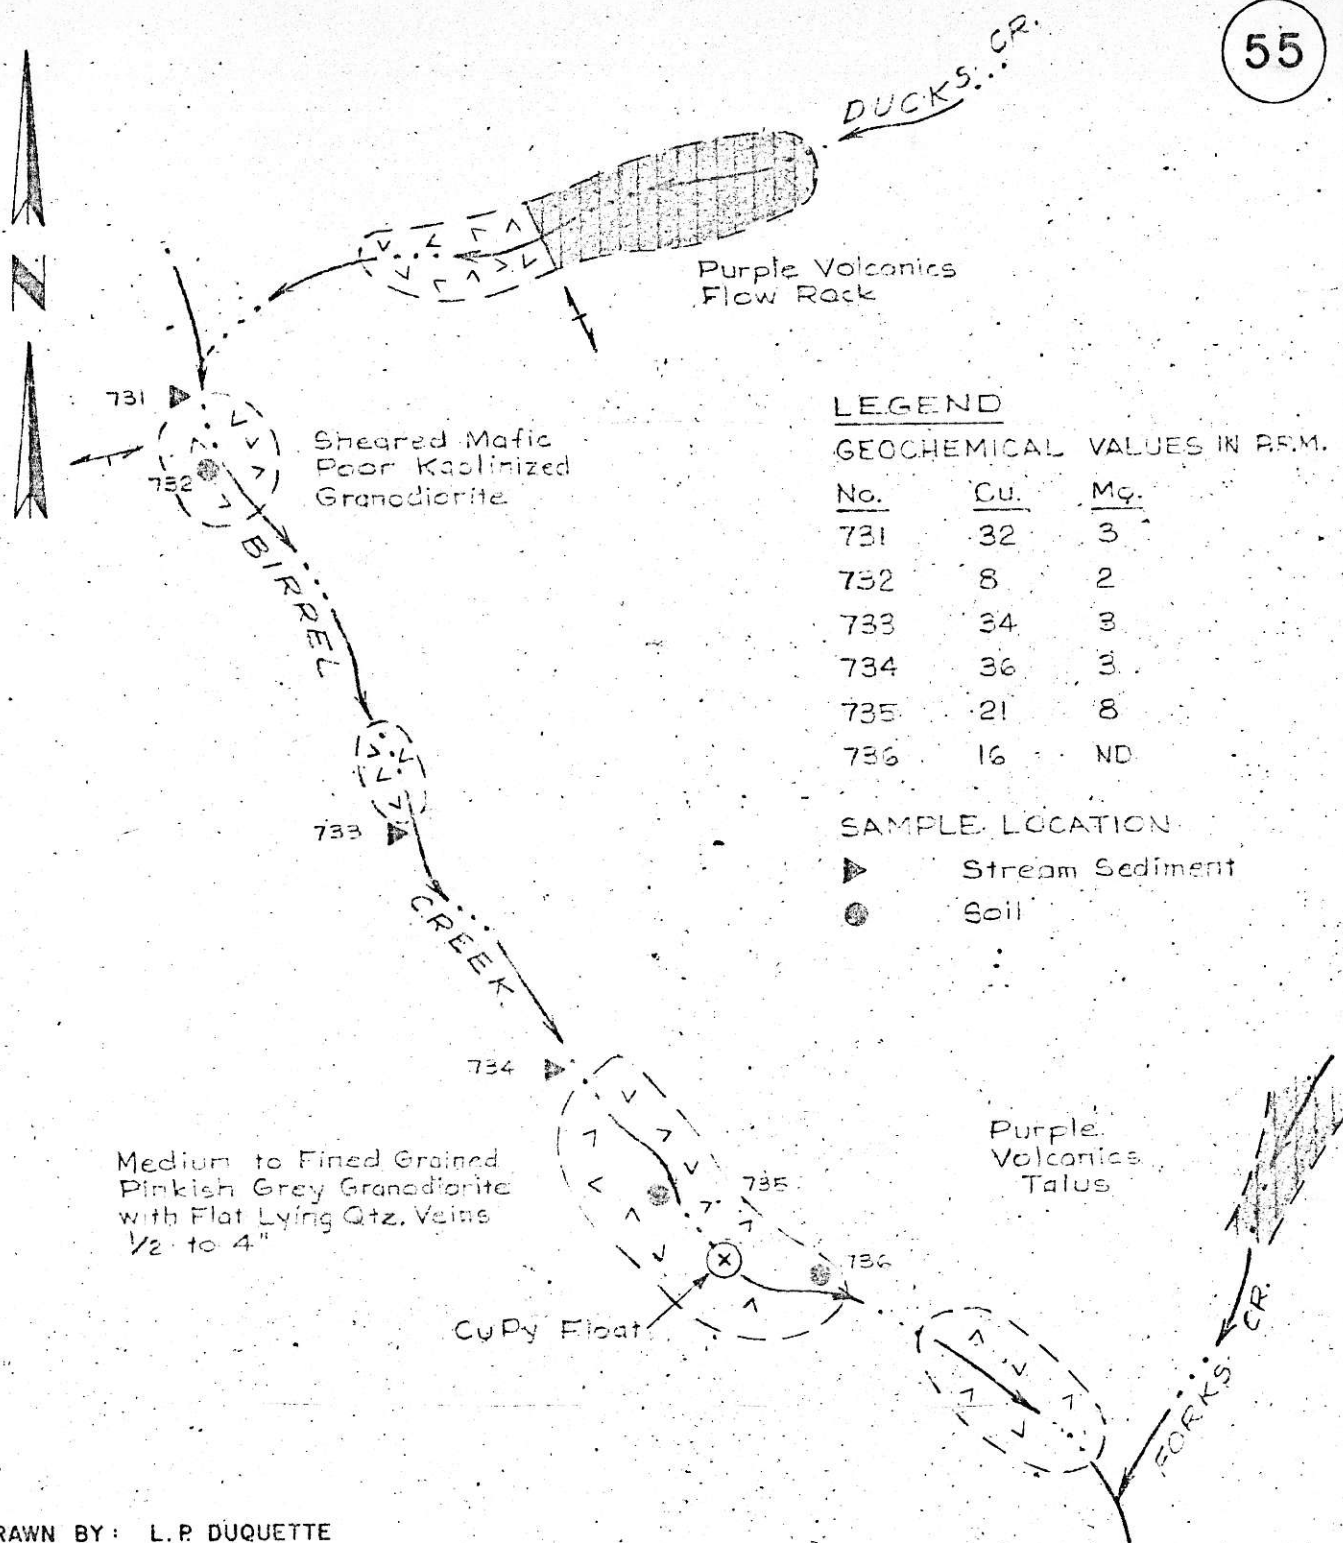 55
DUCKS CR.
N
Purple Volcanics
Flow Rock
731
732
Sheared Mafic
Poor Kaolinized
Granodiorite
LEGEND
GEOCHEMICAL VALUES IN P.P.M.
No. Cu. Mo.
731 32 3
732 8 2
733 34 3
734 36 3
735 21 8
736 16 ND
SAMPLE LOCATION
Stream Sediment
Soil
BIRREL
733
CREEK
734
Medium to Fined Grained
Pinkish Grey Granodiorite
with Flat Lying Qtz. Veins
1/2 to 4"
735
736
CuPy Float
Purple
Volcanics
Talus
FORKS CR.
RAWN BY: L.P. DUQUETTE